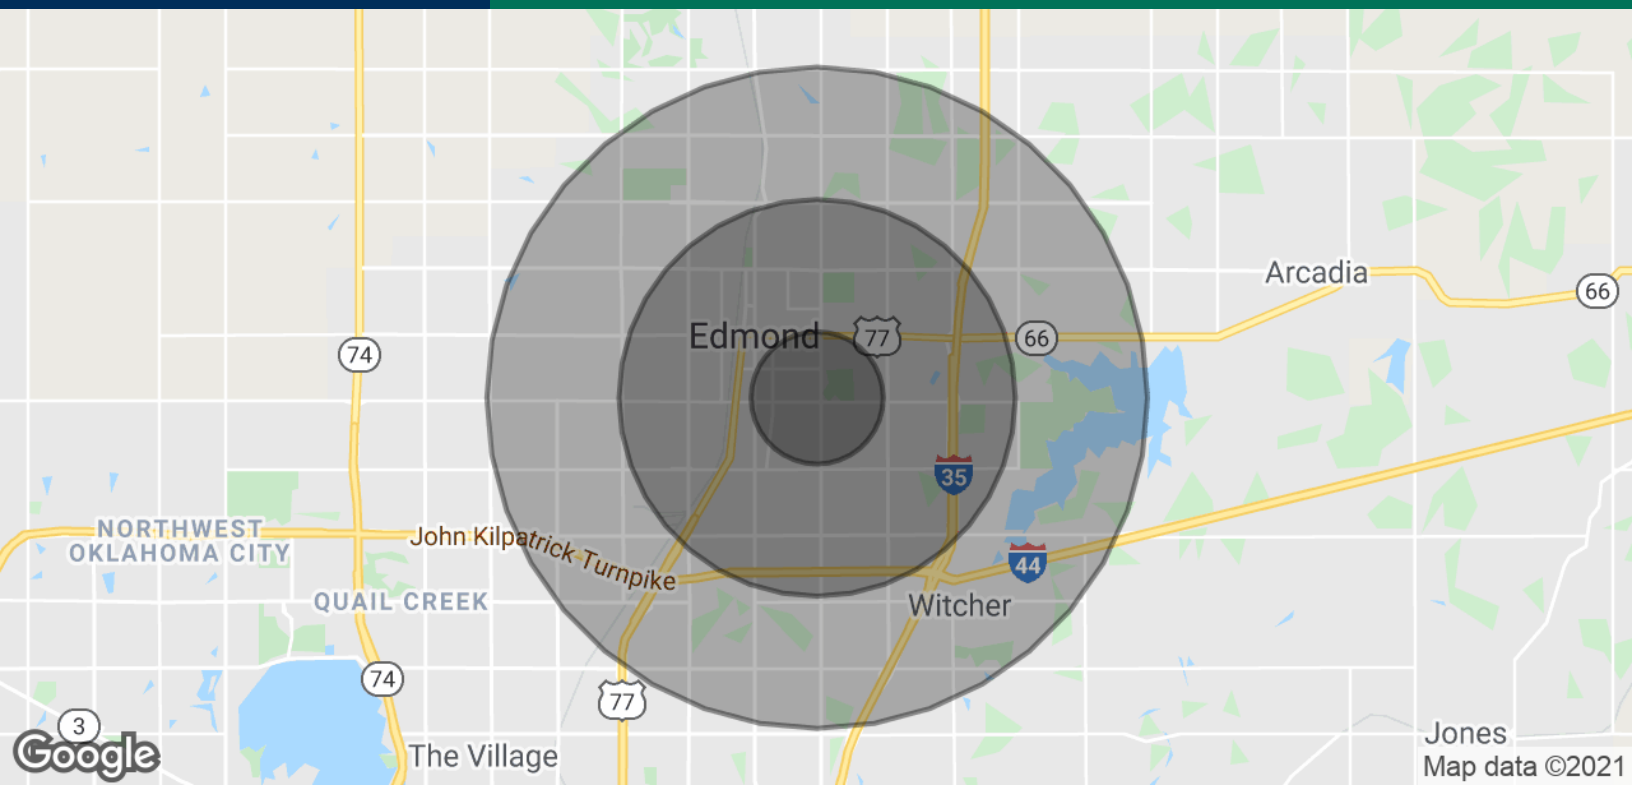 Arcadia
66
Edmond
77
66
74
35
NORTHWEST
OKLAHOMA CITY
John Kilpatrick Turnpike
44
QUAIL CREEK
Witcher
74
77
3
Google
The Village
Jones
Map data ©2021